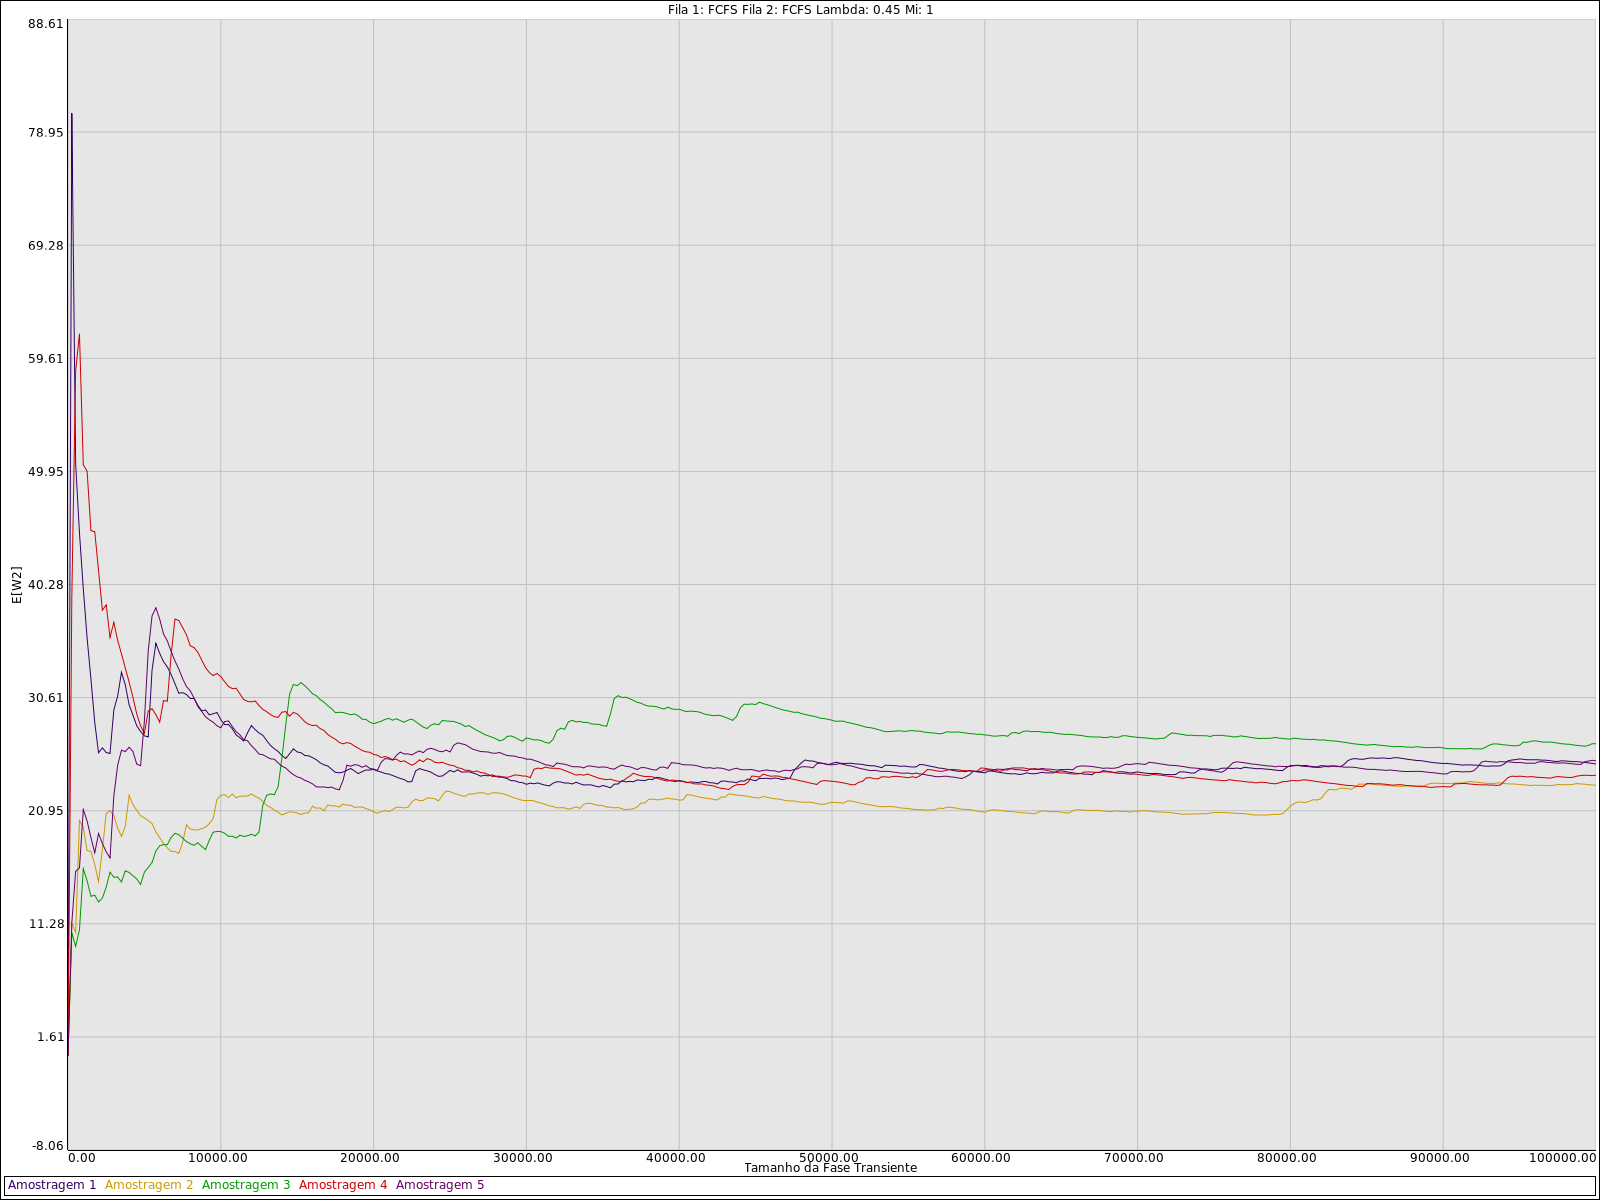 Fila 1: FCFS Fila 2: FCFS Lambda: 0.45 Mi: 1
88.61
78.95
69.28
59.61
49.95
40.28
E[W2]
30.61
20.95
11.28
1.61
-8.06
0.00 10000.00 20000.00 30000.00 40000.00 50000.00 60000.00 70000.00 80000.00 90000.00 100000.00
Tamanho da Fase Transiente
Amostragem 1 Amostragem 2 Amostragem 3 Amostragem 4 Amostragem 5